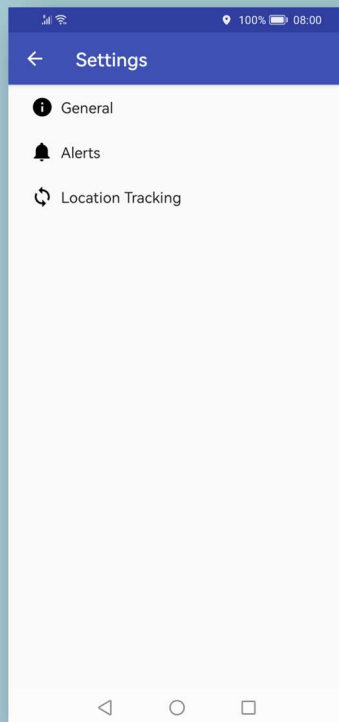 100% 08:00
Settings
General
Alerts
Location Tracking